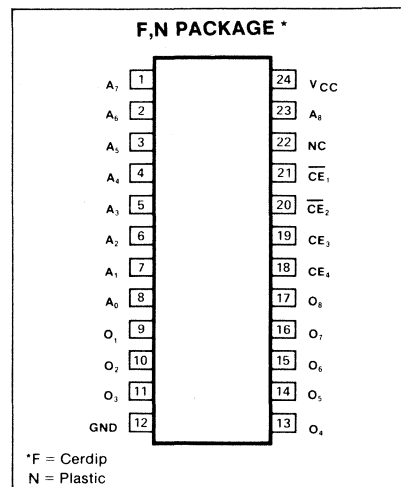 F,N PACKAGE *
A₇ 1 24 VCC
A₆ 2 23 A₈
A₅ 3 22 NC
A₄ 4 21 C̅E̅₁
A₃ 5 20 C̅E̅₂
A₂ 6 19 CE₃
A₁ 7 18 CE₄
A₀ 8 17 O₈
O₁ 9 16 O₇
O₂ 10 15 O₆
O₃ 11 14 O₅
GND 12 13 O₄
*F = Cerdip
N = Plastic